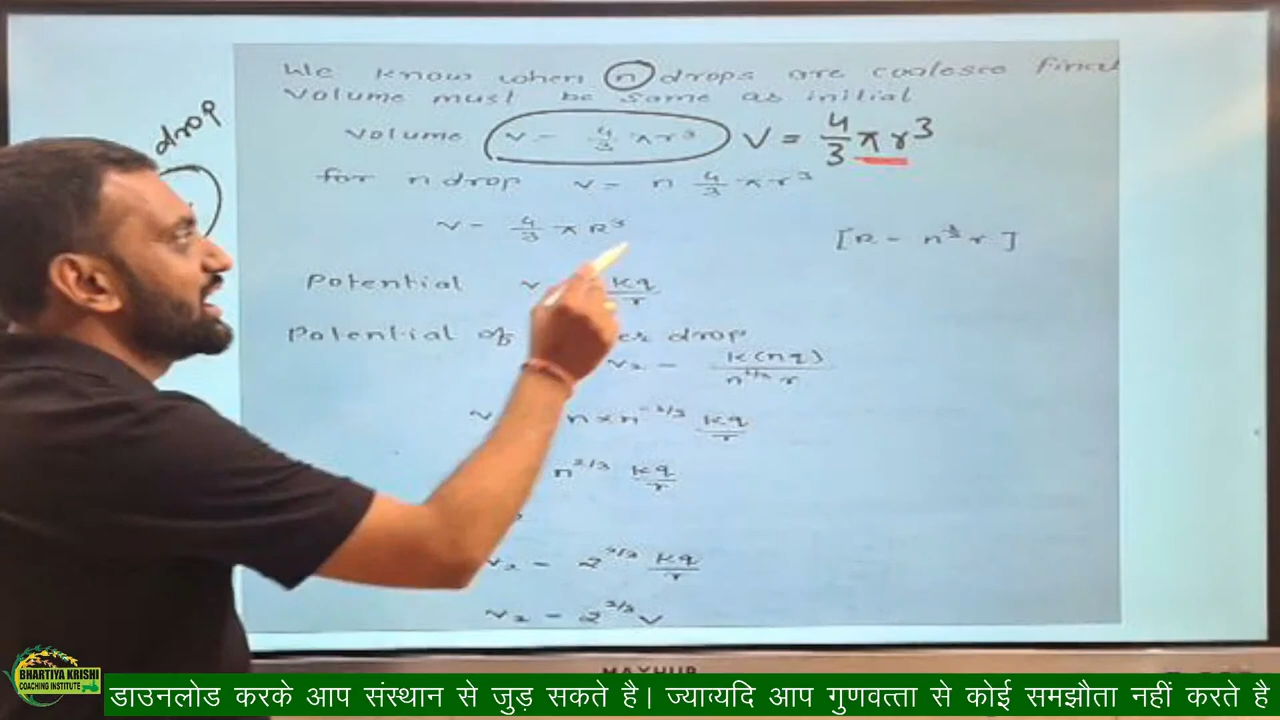 We know when n drops are coalesce final
volume must be same as initial
drop
volume v = 4/3 πr³ V = 4/3 πr³
for n drop v = n 4/3 πr³
v = 4/3 πR³ [R = n^1/3 r]
Potential v kq/r
Potential of er drop
v₂ = k(nq)/n^1/3 r
v n×n^-1/3 kq/r
n^2/3 kq/r
v₂ = 2^2/3 kq/r
v₂ = 2^2/3 v
MAXHUB
BHARTIYA KRISHI
COACHING INSTITUTE
डाउनलोड करके आप संस्थान से जुड़ सकते है। ज्याव्यदि आप गुणवत्ता से कोई समझौता नहीं करते है